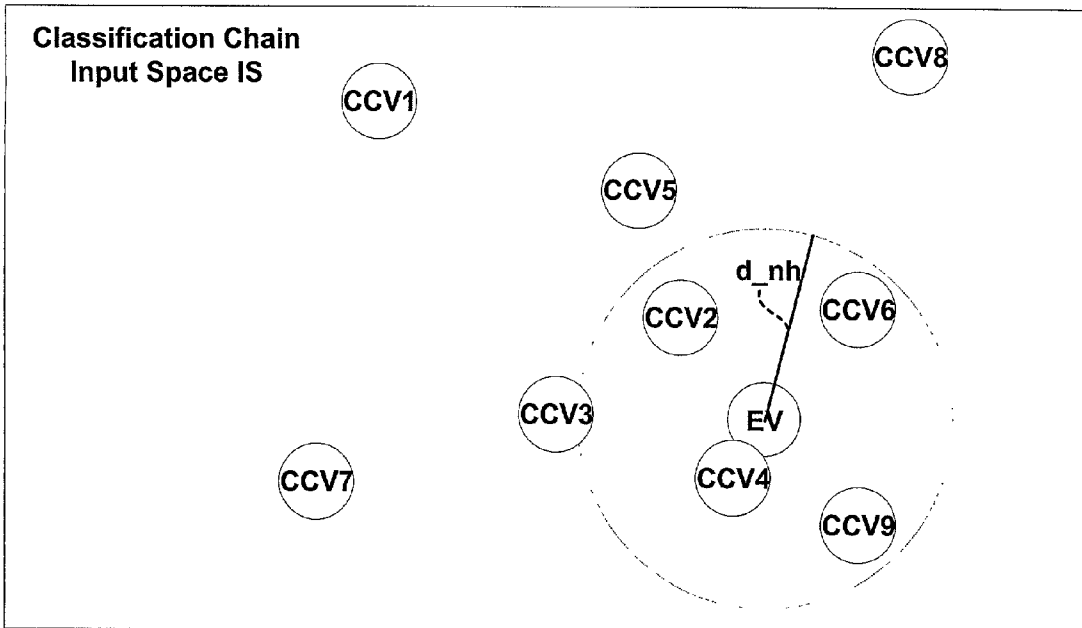 Classification Chain
Input Space IS
CCV8
CCV1
CCV5
d_nh
CCV2
CCV6
CCV3
EV
CCV4
CCV7
CCV9